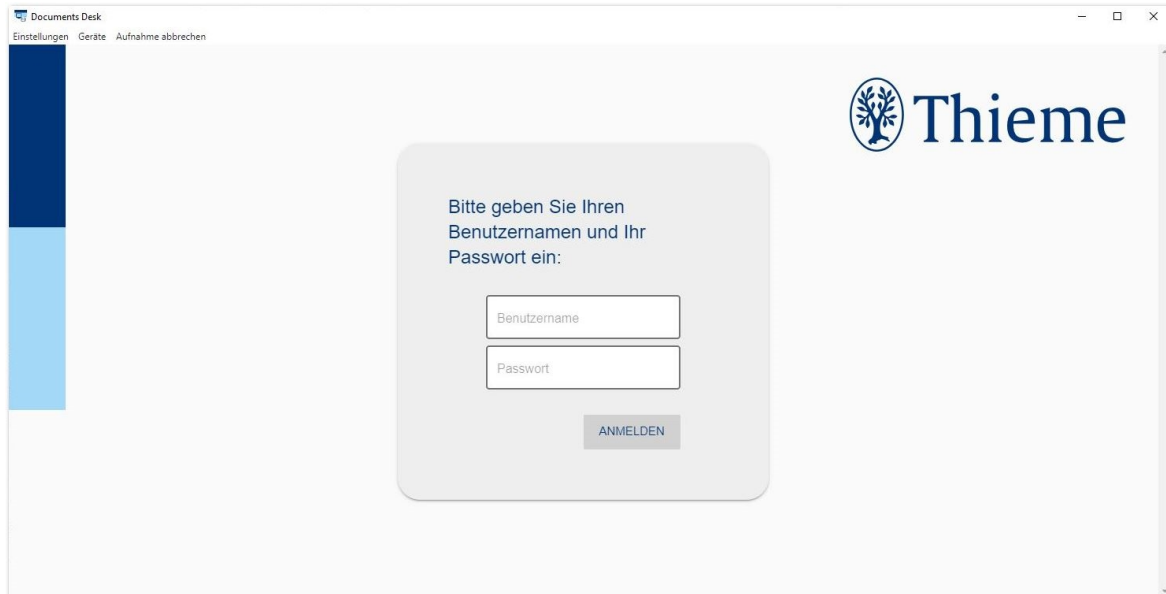 Documents Desk
Einstellungen Geräte Aufnahme abbrechen
Thieme
Bitte geben Sie Ihren
Benutzernamen und Ihr
Passwort ein:
Benutzername
Passwort
ANMELDEN